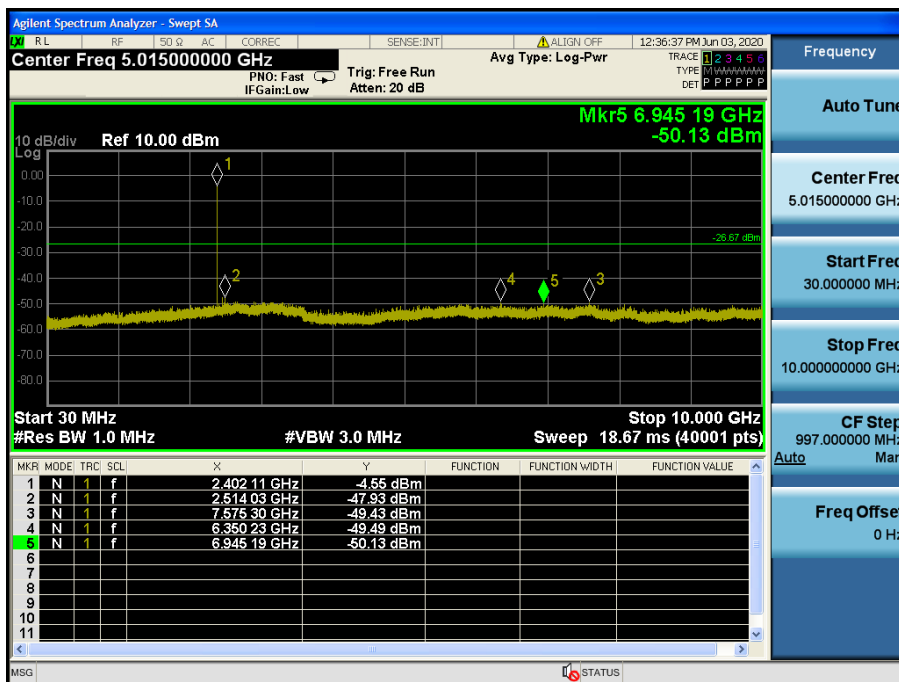 Agilent Spectrum Analyzer - Swept SA
LXI RL RF 50 Ω AC CORREC SENSE:INT ALIGN OFF 12:36:37 PM Jun 03, 2020
Center Freq 5.015000000 GHz
PNO: Fast
IFGain:Low
Trig: Free Run
Atten: 20 dB
Avg Type: Log-Pwr
TRACE 1 2 3 4 5 6
TYPE MWWWWW
DET P P P P P P
Mkr5 6.945 19 GHz
-50.13 dBm
10 dB/div Ref 10.00 dBm
Log
0.00
-10.0
-20.0
-30.0
-40.0
-50.0
-60.0
-70.0
-80.0
1
2
4
5
3
-26.67 dBm
Start 30 MHz Stop 10.000 GHz
#Res BW 1.0 MHz #VBW 3.0 MHz Sweep 18.67 ms (40001 pts)
MKR MODE TRC SCL X Y FUNCTION FUNCTION WIDTH FUNCTION VALUE
1 N 1 f 2.402 11 GHz -4.55 dBm
2 N 1 f 2.514 03 GHz -47.93 dBm
3 N 1 f 7.575 30 GHz -49.43 dBm
4 N 1 f 6.350 23 GHz -49.49 dBm
5 N 1 f 6.945 19 GHz -50.13 dBm
6
7
8
9
10
11
MSG STATUS
Frequency
Auto Tune
Center Freq
5.015000000 GHz
Start Freq
30.000000 MHz
Stop Freq
10.000000000 GHz
CF Step
997.000000 MHz
Auto Man
Freq Offset
0 Hz